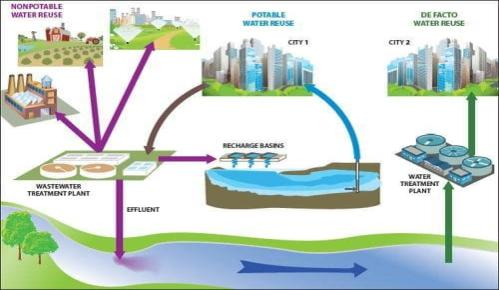 NONPOTABLE
WATER REUSE
POTABLE
WATER REUSE
CITY 1
DE FACTO
WATER REUSE
CITY 2
RECHARGE BASINS
WASTEWATER
TREATMENT PLANT
WATER
TREATMENT
PLANT
EFFLUENT